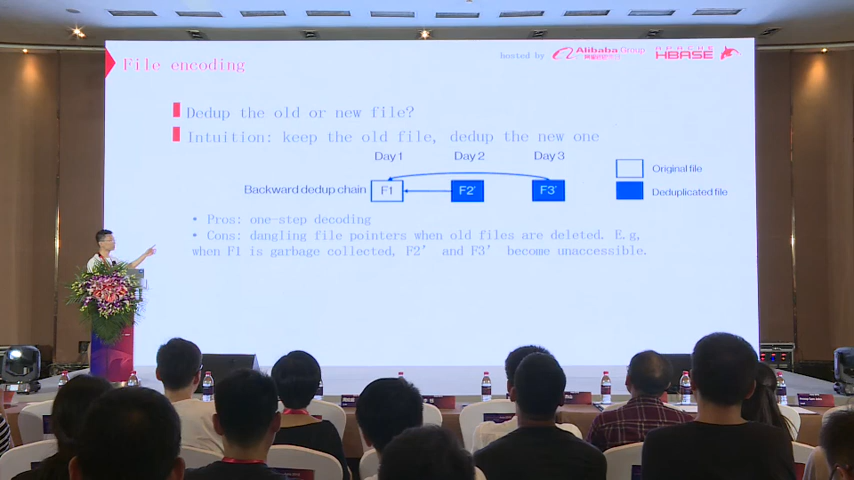 File encoding
hosted by Alibaba Group
APACHE
HBASE
Dedup the old or new file?
Intuition: keep the old file, dedup the new one
Day 1 Day 2 Day 3
Backward dedup chain F1 F2' F3'
Original file
Deduplicated file
• Pros: one-step decoding
• Cons: dangling file pointers when old files are deleted. E.g,
when F1 is garbage collected, F2' and F3' become unaccessible.